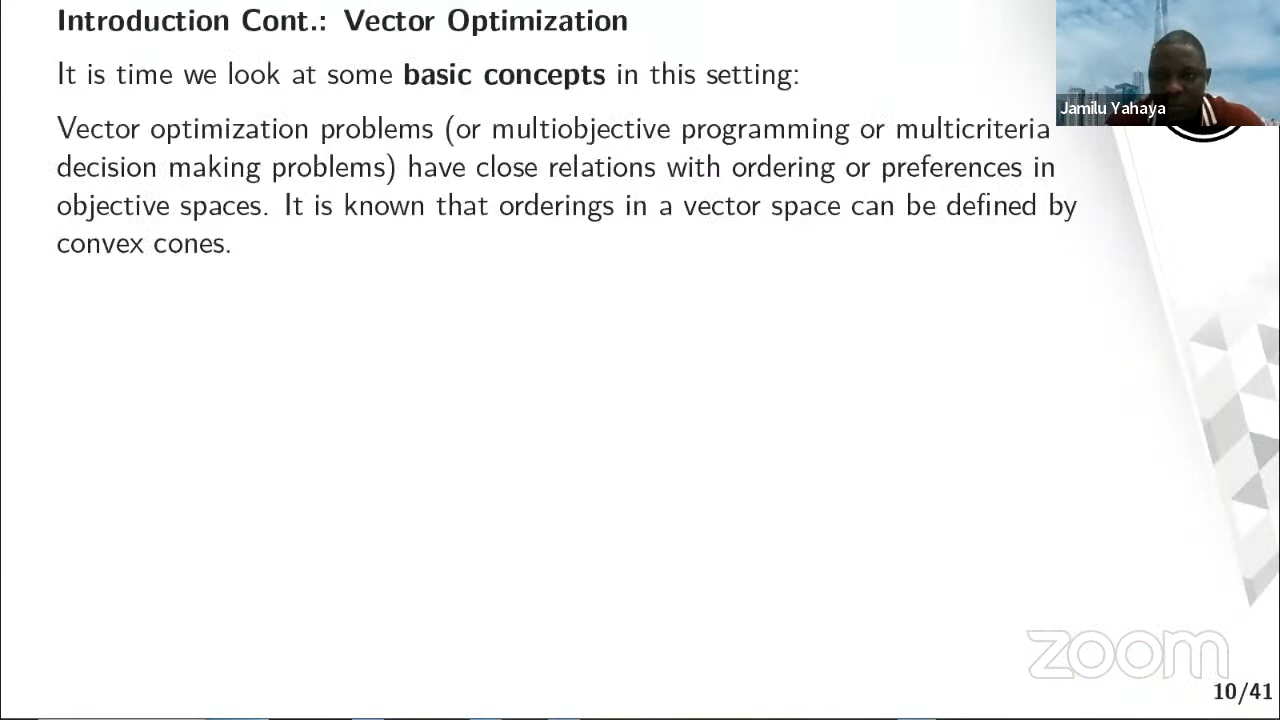 Introduction Cont.: Vector Optimization
It is time we look at some basic concepts in this setting:
Vector optimization problems (or multiobjective programming or multicriteria
decision making problems) have close relations with ordering or preferences in
objective spaces. It is known that orderings in a vector space can be defined by
convex cones.
Jamilu Yahaya
zoom
10/41